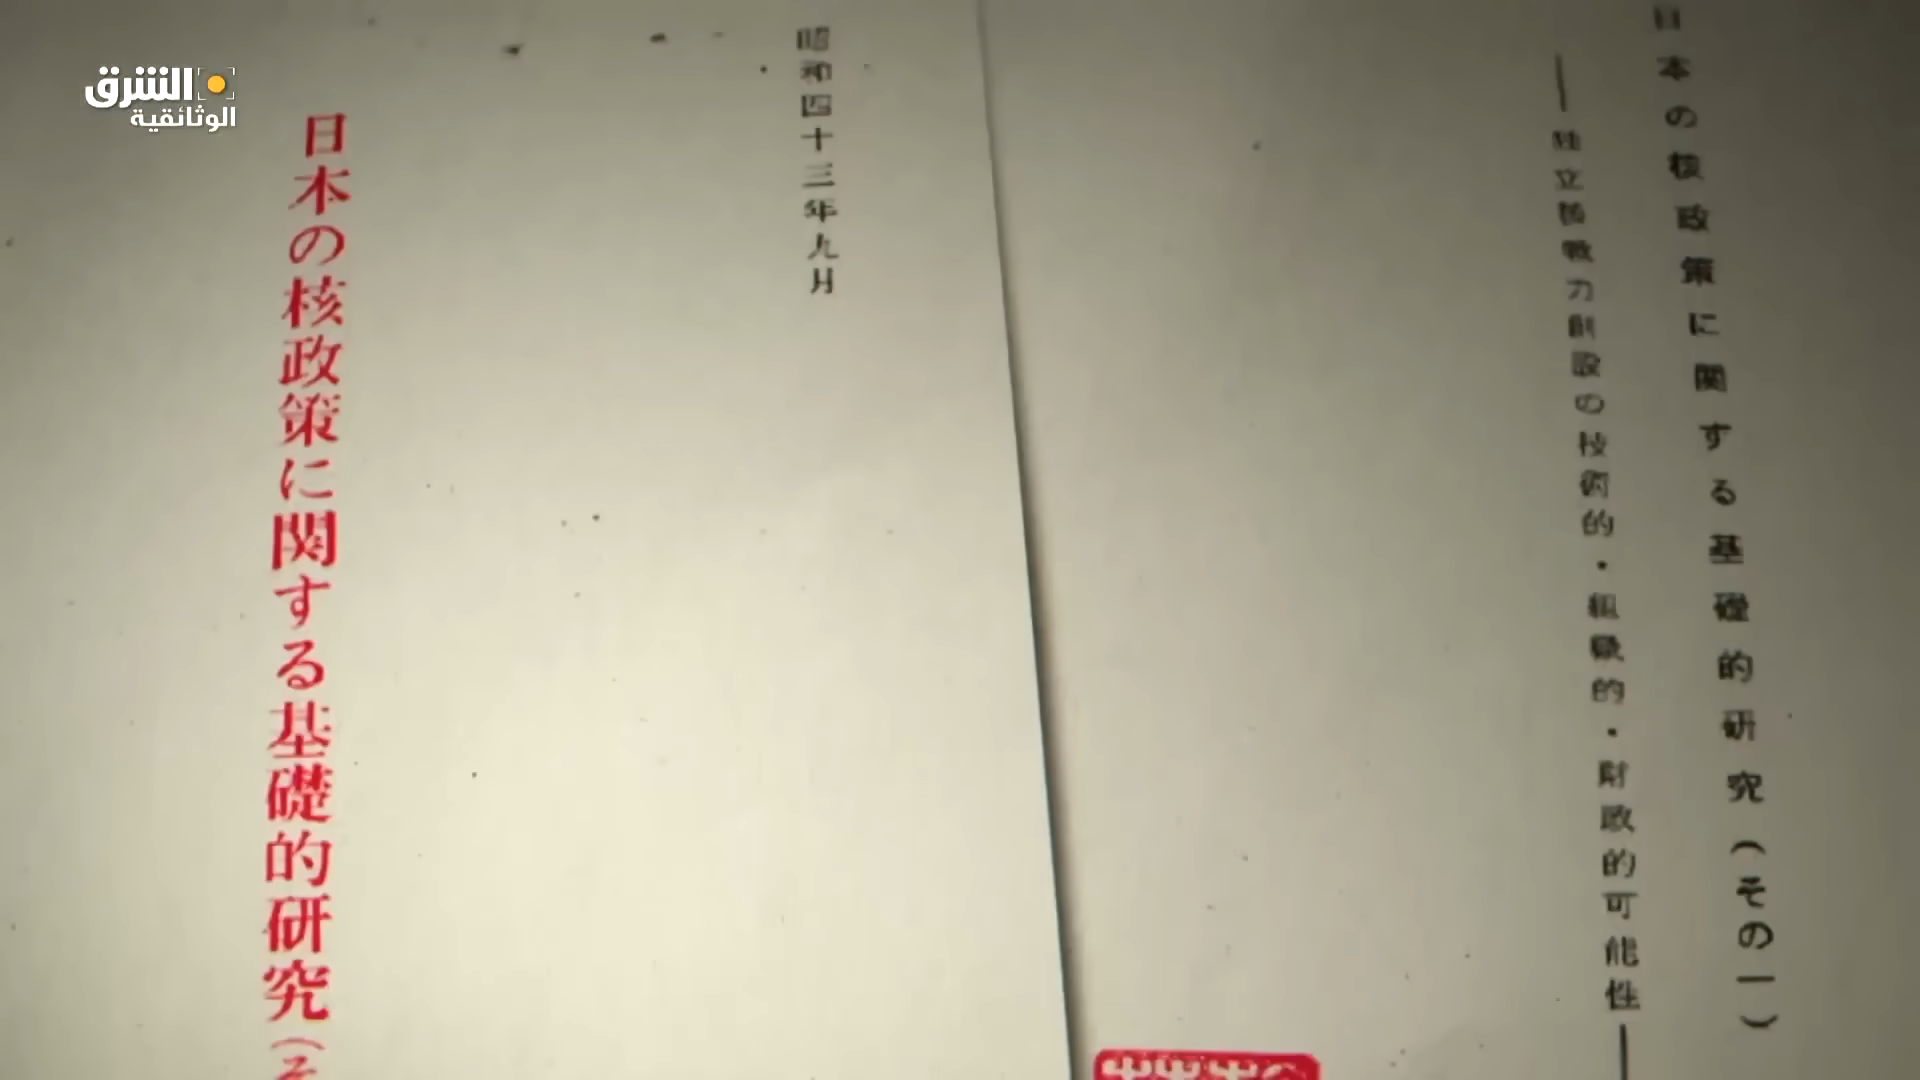 الشرق
الوثائقية
日本の核政策に関する基礎的研究(その一)
―独立核戦力創設の技術的・組織的・財政的可能性―
昭和四十三年九月
日本の核政策に関する基礎的研究(そ